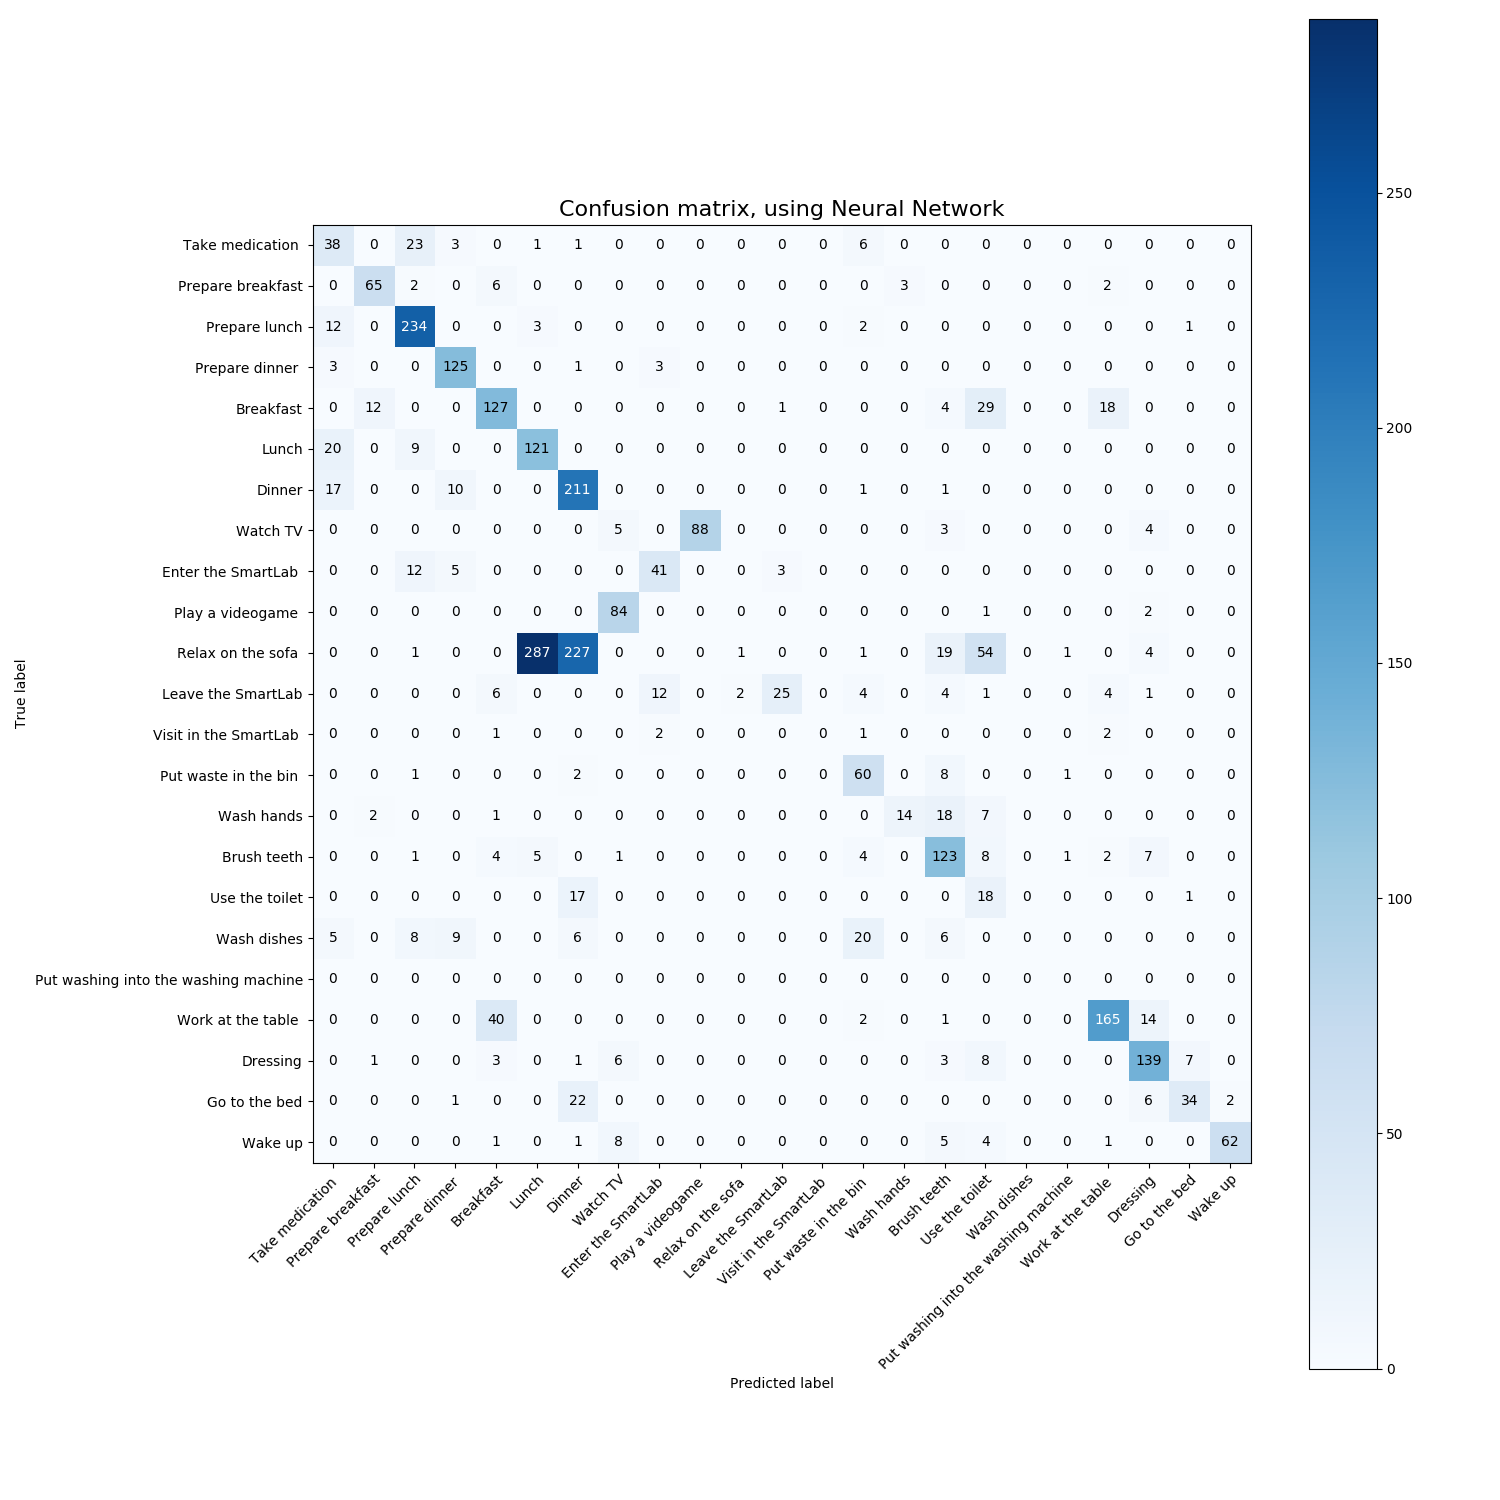 Confusion matrix, using Neural Network
Take medication 38 0 23 3 0 1 1 0 0 0 0 0 0 6 0 0 0 0 0 0 0 0 0
Prepare breakfast 0 65 2 0 6 0 0 0 0 0 0 0 0 0 3 0 0 0 0 2 0 0 0
Prepare lunch 12 0 234 0 0 3 0 0 0 0 0 0 0 2 0 0 0 0 0 0 0 1 0
Prepare dinner 3 0 0 125 0 0 1 0 3 0 0 0 0 0 0 0 0 0 0 0 0 0 0
Breakfast 0 12 0 0 127 0 0 0 0 0 0 1 0 0 0 4 29 0 0 18 0 0 0
Lunch 20 0 9 0 0 121 0 0 0 0 0 0 0 0 0 0 0 0 0 0 0 0 0
Dinner 17 0 0 10 0 0 211 0 0 0 0 0 0 1 0 1 0 0 0 0 0 0 0
Watch TV 0 0 0 0 0 0 0 5 0 88 0 0 0 0 0 3 0 0 0 0 4 0 0
Enter the SmartLab 0 0 12 5 0 0 0 0 41 0 0 3 0 0 0 0 0 0 0 0 0 0 0
Play a videogame 0 0 0 0 0 0 0 84 0 0 0 0 0 0 0 0 1 0 0 0 2 0 0
Relax on the sofa 0 0 1 0 0 287 227 0 0 0 1 0 0 1 0 19 54 0 1 0 4 0 0
Leave the SmartLab 0 0 0 0 6 0 0 0 12 0 2 25 0 4 0 4 1 0 0 4 1 0 0
Visit in the SmartLab 0 0 0 0 1 0 0 0 2 0 0 0 0 1 0 0 0 0 0 2 0 0 0
Put waste in the bin 0 0 1 0 0 0 2 0 0 0 0 0 0 60 0 8 0 0 1 0 0 0 0
Wash hands 0 2 0 0 1 0 0 0 0 0 0 0 0 0 14 18 7 0 0 0 0 0 0
Brush teeth 0 0 1 0 4 5 0 1 0 0 0 0 0 4 0 123 8 0 1 2 7 0 0
Use the toilet 0 0 0 0 0 0 17 0 0 0 0 0 0 0 0 0 18 0 0 0 0 1 0
Wash dishes 5 0 8 9 0 0 6 0 0 0 0 0 0 20 0 6 0 0 0 0 0 0 0
Put washing into the washing machine 0 0 0 0 0 0 0 0 0 0 0 0 0 0 0 0 0 0 0 0 0 0 0
Work at the table 0 0 0 0 40 0 0 0 0 0 0 0 0 2 0 1 0 0 0 165 14 0 0
Dressing 0 1 0 0 3 0 1 6 0 0 0 0 0 0 0 3 8 0 0 0 139 7 0
Go to the bed 0 0 0 1 0 0 22 0 0 0 0 0 0 0 0 0 0 0 0 0 6 34 2
Wake up 0 0 0 0 1 0 1 8 0 0 0 0 0 0 0 5 4 0 0 1 0 0 62
True label
Take medication
Prepare breakfast
Prepare lunch
Prepare dinner
Breakfast
Lunch
Dinner
Watch TV
Enter the SmartLab
Play a videogame
Relax on the sofa
Leave the SmartLab
Visit in the SmartLab
Put waste in the bin
Wash hands
Brush teeth
Use the toilet
Wash dishes
Put washing into the washing machine
Work at the table
Dressing
Go to the bed
Wake up
Predicted label
250
200
150
100
50
0